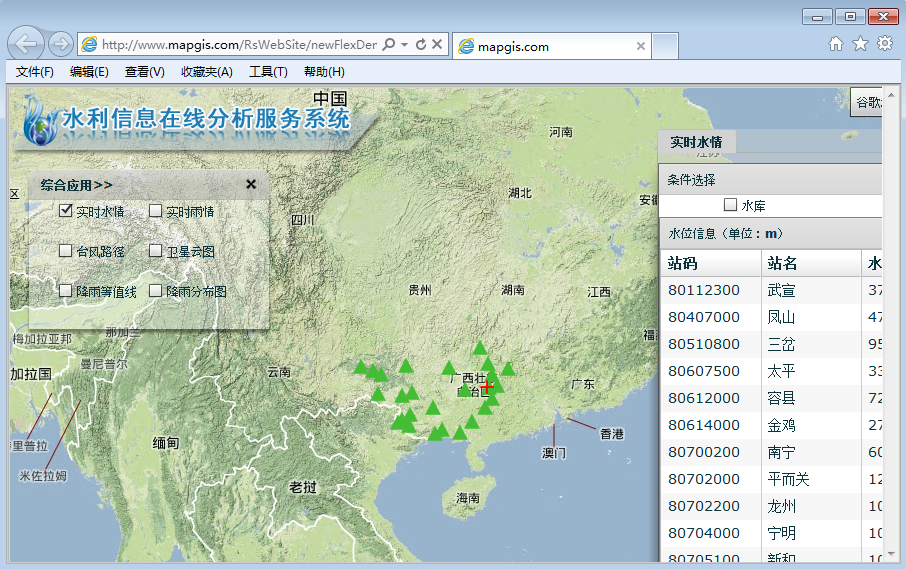 http://www.mapgis.com/RsWebSite/newFlexDer
mapgis.com
文件(F) 编辑(E) 查看(V) 收藏夹(A) 工具(T) 帮助(H)
中国
水利信息在线分析服务系统
谷歌
河南
实时水情
江苏
综合应用>>
条件选择
区
实时水情 实时雨情
湖北
安徽
水库
四川
水位信息（单位：m）
台风路径 卫星云图
站码 站名 水
降雨等值线 降雨分布图
贵州
湖南
江西
80112300 武宣 37
80407000 凤山 47
那加兰
梅加拉亚邦
福
80510800 三岔 95
曼尼普尔
加拉国
云南
80607500 太平 33
广西壮
自治区
广东
80612000 容县 72
80614000 金鸡 27
香港
里普拉
缅甸
澳门
80700200 南宁 60
米佐拉姆
80702000 平而关 12
老挝
海南
80702200 龙州 10
80704000 宁明 10
80705100 新和 10